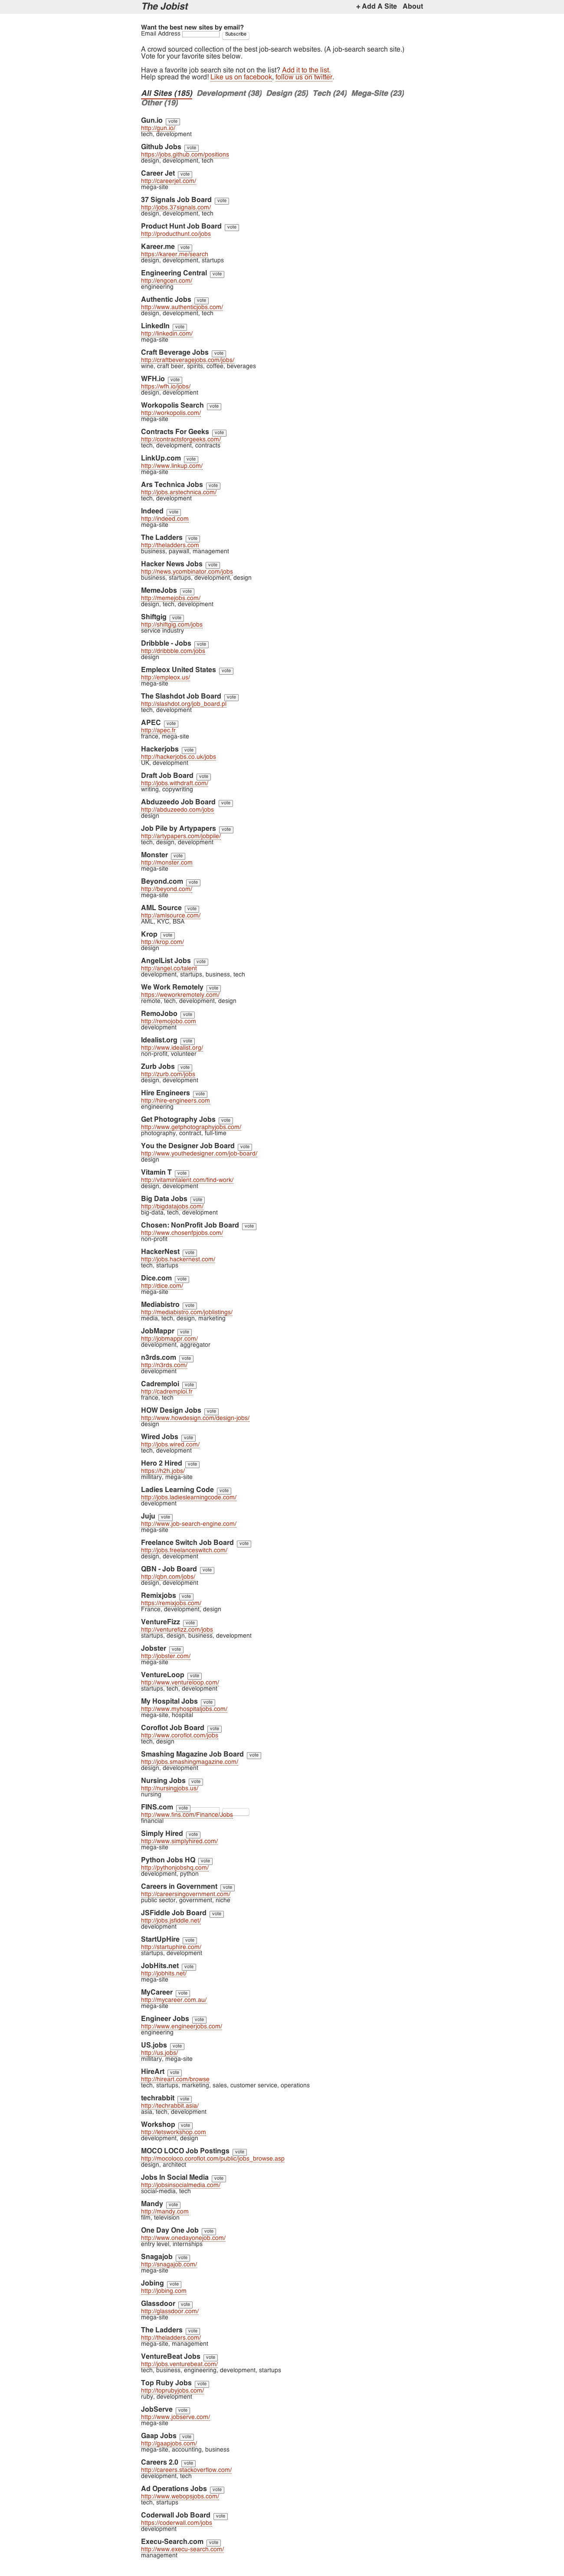 The Jobist
+ Add A Site About
Want the best new sites by email?
Email Address Subscribe
A crowd sourced collection of the best job-search websites. (A job-search search site.)
Vote for your favorite sites below.
Have a favorite job search site not on the list? Add it to the list.
Help spread the word! Like us on facebook, follow us on twitter.
All Sites (185) Development (38) Design (25) Tech (24) Mega-Site (23)
Other (19)
Gun.io vote
http://gun.io/
tech, development
Github Jobs vote
https://jobs.github.com/positions
design, development, tech
Career Jet vote
http://careerjet.com/
mega-site
37 Signals Job Board vote
http://jobs.37signals.com/
design, development, tech
Product Hunt Job Board vote
http://producthunt.co/jobs
Kareer.me vote
https://kareer.me/search
design, development, startups
Engineering Central vote
http://engcen.com/
engineering
Authentic Jobs vote
http://www.authenticjobs.com/
design, development, tech
LinkedIn vote
http://linkedin.com/
mega-site
Craft Beverage Jobs vote
http://craftbeveragejobs.com/jobs/
wine, craft beer, spirits, coffee, beverages
WFH.io vote
https://wfh.io/jobs/
design, development
Workopolis Search vote
http://workopolis.com/
mega-site
Contracts For Geeks vote
http://contractsforgeeks.com/
tech, development, contracts
LinkUp.com vote
http://www.linkup.com/
mega-site
Ars Technica Jobs vote
http://jobs.arstechnica.com/
tech, development
Indeed vote
http://indeed.com
mega-site
The Ladders vote
http://theladders.com
business, paywall, management
Hacker News Jobs vote
http://news.ycombinator.com/jobs
business, startups, development, design
MemeJobs vote
http://memejobs.com/
design, tech, development
Shiftgig vote
http://shiftgig.com/jobs
service industry
Dribbble - Jobs vote
http://dribbble.com/jobs
design
Empleox United States vote
http://empleox.us/
mega-site
The Slashdot Job Board vote
http://slashdot.org/job_board.pl
tech, development
APEC vote
http://apec.fr
france, mega-site
Hackerjobs vote
http://hackerjobs.co.uk/jobs
UK, development
Draft Job Board vote
http://jobs.withdraft.com/
writing, copywriting
Abduzeedo Job Board vote
http://abduzeedo.com/jobs
design
Job Pile by Artypapers vote
http://artypapers.com/jobpile/
tech, design, development
Monster vote
http://monster.com
mega-site
Beyond.com vote
http://beyond.com/
mega-site
AML Source vote
http://amlsource.com/
AML, KYC, BSA
Krop vote
http://krop.com/
design
AngelList Jobs vote
http://angel.co/talent
development, startups, business, tech
We Work Remotely vote
https://weworkremotely.com/
remote, tech, development, design
RemoJobo vote
http://remojobo.com
development
Idealist.org vote
http://www.idealist.org/
non-profit, volunteer
Zurb Jobs vote
http://zurb.com/jobs
design, development
Hire Engineers vote
http://hire-engineers.com
engineering
Get Photography Jobs vote
http://www.getphotographyjobs.com/
photography, contract, full-time
You the Designer Job Board vote
http://www.youthedesigner.com/job-board/
design
Vitamin T vote
http://vitamintalent.com/find-work/
design, development
Big Data Jobs vote
http://bigdatajobs.com/
big-data, tech, development
Chosen: NonProfit Job Board vote
http://www.chosenfpjobs.com/
non-profit
HackerNest vote
http://jobs.hackernest.com/
tech, startups
Dice.com vote
http://dice.com/
mega-site
Mediabistro vote
http://mediabistro.com/joblistings/
media, tech, design, marketing
JobMappr vote
http://jobmappr.com/
development, aggregator
n3rds.com vote
http://n3rds.com/
development
Cadremploi vote
http://cadremploi.fr
france, tech
HOW Design Jobs vote
http://www.howdesign.com/design-jobs/
design
Wired Jobs vote
http://jobs.wired.com/
tech, development
Hero 2 Hired vote
https://h2h.jobs/
millitary, mega-site
Ladies Learning Code vote
http://jobs.ladieslearningcode.com/
development
Juju vote
http://www.job-search-engine.com/
mega-site
Freelance Switch Job Board vote
http://jobs.freelanceswitch.com/
design, development
QBN - Job Board vote
http://qbn.com/jobs/
design, development
Remixjobs vote
https://remixjobs.com/
France, development, design
VentureFizz vote
http://venturefizz.com/jobs
startups, design, business, development
Jobster vote
http://jobster.com/
mega-site
VentureLoop vote
http://www.ventureloop.com/
startups, tech, development
My Hospital Jobs vote
http://www.myhospitaljobs.com/
mega-site, hospital
Coroflot Job Board vote
http://www.coroflot.com/jobs
tech, design
Smashing Magazine Job Board vote
http://jobs.smashingmagazine.com/
design, development
Nursing Jobs vote
http://nursingjobs.us/
nursing
FINS.com vote
http://www.fins.com/Finance/Jobs
financial
Simply Hired vote
http://www.simplyhired.com/
mega-site
Python Jobs HQ vote
http://pythonjobshq.com/
development, python
Careers in Government vote
http://careersingovernment.com/
public sector, government, niche
JSFiddle Job Board vote
http://jobs.jsfiddle.net/
development
StartUpHire vote
http://startuphire.com/
startups, development
JobHits.net vote
http://jobhits.net/
mega-site
MyCareer vote
http://mycareer.com.au/
mega-site
Engineer Jobs vote
http://www.engineerjobs.com/
engineering
US.jobs vote
http://us.jobs/
millitary, mega-site
HireArt vote
http://hireart.com/browse
tech, startups, marketing, sales, customer service, operations
techrabbit vote
http://techrabbit.asia/
asia, tech, development
Workshop vote
http://letsworkshop.com
development, design
MOCO LOCO Job Postings vote
http://mocoloco.coroflot.com/public/jobs_browse.asp
design, architect
Jobs In Social Media vote
http://jobsinsocialmedia.com/
social-media, tech
Mandy vote
http://mandy.com
film, television
One Day One Job vote
http://www.onedayonejob.com/
entry level, internships
Snagajob vote
http://snagajob.com/
mega-site
Jobing vote
http://jobing.com
Glassdoor vote
http://glassdoor.com/
mega-site
The Ladders vote
http://theladders.com/
mega-site, management
VentureBeat Jobs vote
http://jobs.venturebeat.com/
tech, business, engineering, development, startups
Top Ruby Jobs vote
http://toprubyjobs.com/
ruby, development
JobServe vote
http://www.jobserve.com/
mega-site
Gaap Jobs vote
http://gaapjobs.com/
mega-site, accounting, business
Careers 2.0 vote
http://careers.stackoverflow.com/
development, tech
Ad Operations Jobs vote
http://www.webopsjobs.com/
tech, startups
Coderwall Job Board vote
https://coderwall.com/jobs
development
Execu-Search.com vote
http://www.execu-search.com/
management